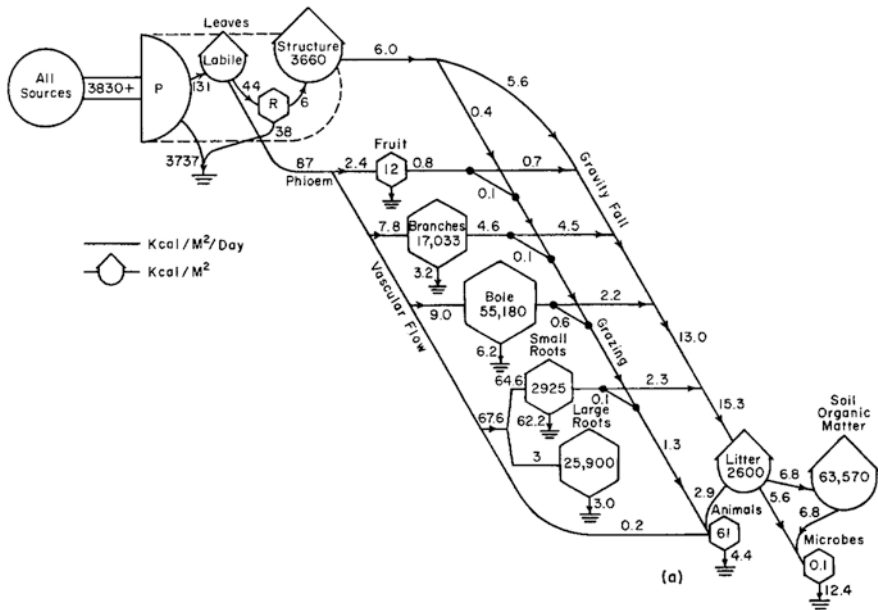 Leaves
Structure
3660
6.0
Labile
All
Sources
3830+
P
131
44
R
6
5.6
38
0.4
3737
Fruit
87
2.4
12
0.8
0.7
Phloem
0.1
Gravity Fall
7.8
Branches
17,033
4.6
4.5
Kcal/M²/Day
3.2
0.1
Kcal/M²
Vascular Flow
Bole
55,180
9.0
2.2
0.6
Grazing
6.2
Small
Roots
13.0
64.6
2925
2.3
0.1
67.6
62.2
Large
Roots
15.3
Soil
Organic
Matter
3
25,900
1.3
Litter
2600
6.8
63,570
3.0
2.9
5.6
6.8
0.2
Animals
61
Microbes
4.4
0.1
(a)
12.4